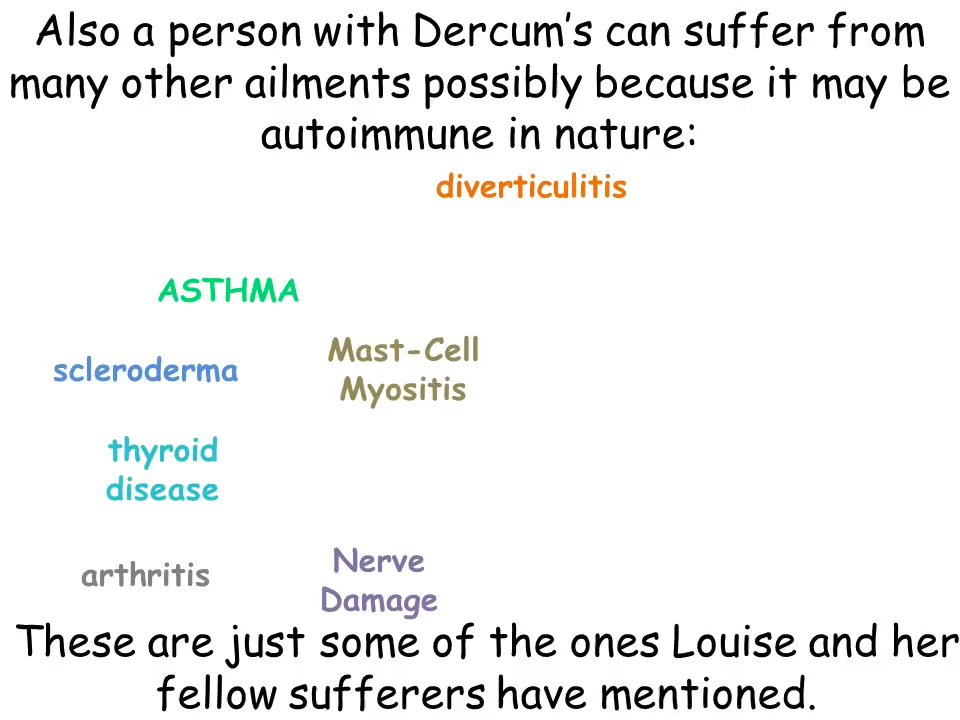 Also a person with Dercum's can suffer from
many other ailments possibly because it may be
autoimmune in nature:
diverticulitis
ASTHMA
Mast-Cell
Myositis
scleroderma
thyroid
disease
Nerve
Damage
arthritis
These are just some of the ones Louise and her
fellow sufferers have mentioned.